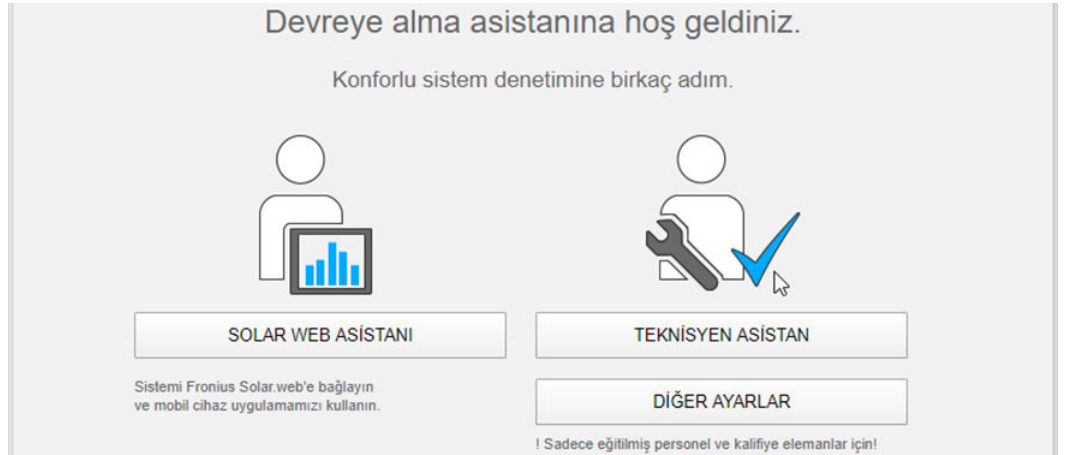 Devreye alma asistanına hoş geldiniz.
Konforlu sistem denetimine birkaç adım.
SOLAR WEB ASİSTANI
Sistemi Fronius Solar.web'e bağlayın
ve mobil cihaz uygulamamızı kullanın.
TEKNİSYEN ASİSTAN
DİĞER AYARLAR
! Sadece eğitilmiş personel ve kalifiye elemanlar için!